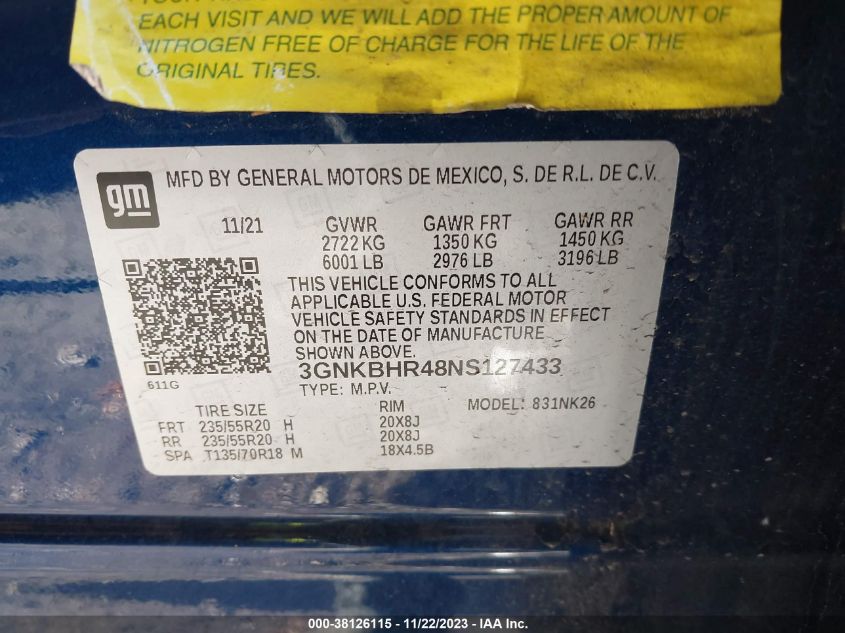 EACH VISIT AND WE WILL ADD THE PROPER AMOUNT OF
NITROGEN FREE OF CHARGE FOR THE LIFE OF THE
ORIGINAL TIRES.
gm
MFD BY GENERAL MOTORS DE MEXICO, S. DE R.L. DE C.V.
11/21 GVWR GAWR FRT GAWR RR
2722 KG 1350 KG 1450 KG
6001 LB 2976 LB 3196 LB
THIS VEHICLE CONFORMS TO ALL
APPLICABLE U.S. FEDERAL MOTOR
VEHICLE SAFETY STANDARDS IN EFFECT
ON THE DATE OF MANUFACTURE
SHOWN ABOVE.
3GNKBHR48NS127433
611G
TYPE: M.P.V.
TIRE SIZE RIM MODEL: 831NK26
FRT 235/55R20 H 20X8J
RR 235/55R20 H 20X8J
SPA T135/70R18 M 18X4.5B
000-38126115 - 11/22/2023 - IAA Inc.